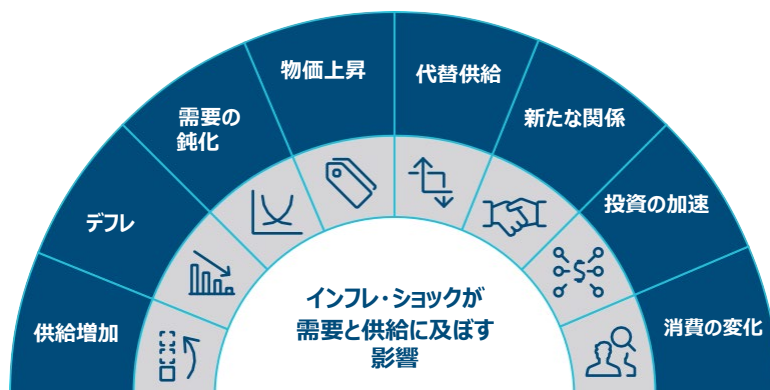 供給増加
デフレ
需要の
鈍化
物価上昇
代替供給
新たな関係
投資の加速
消費の変化
インフレ・ショックが
需要と供給に及ぼす
影響
$